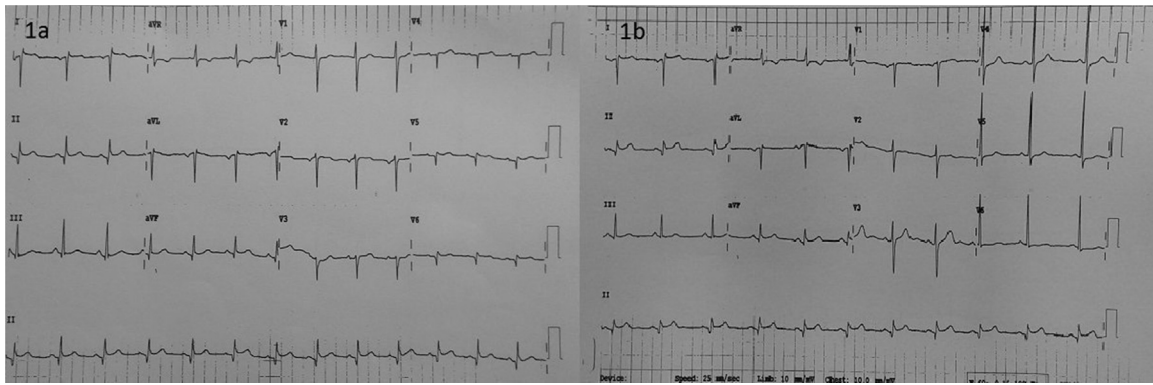 1a
I aVR V1 V4
II aVL V2 V5
III aVF V3 V6
II
1b
I aVR V1 V4
II aVL V2 V5
III aVF V3 V6
II
Device: Speed: 25 mm/sec Limb: 10 mm/mV Chest: 10.0 mm/mV